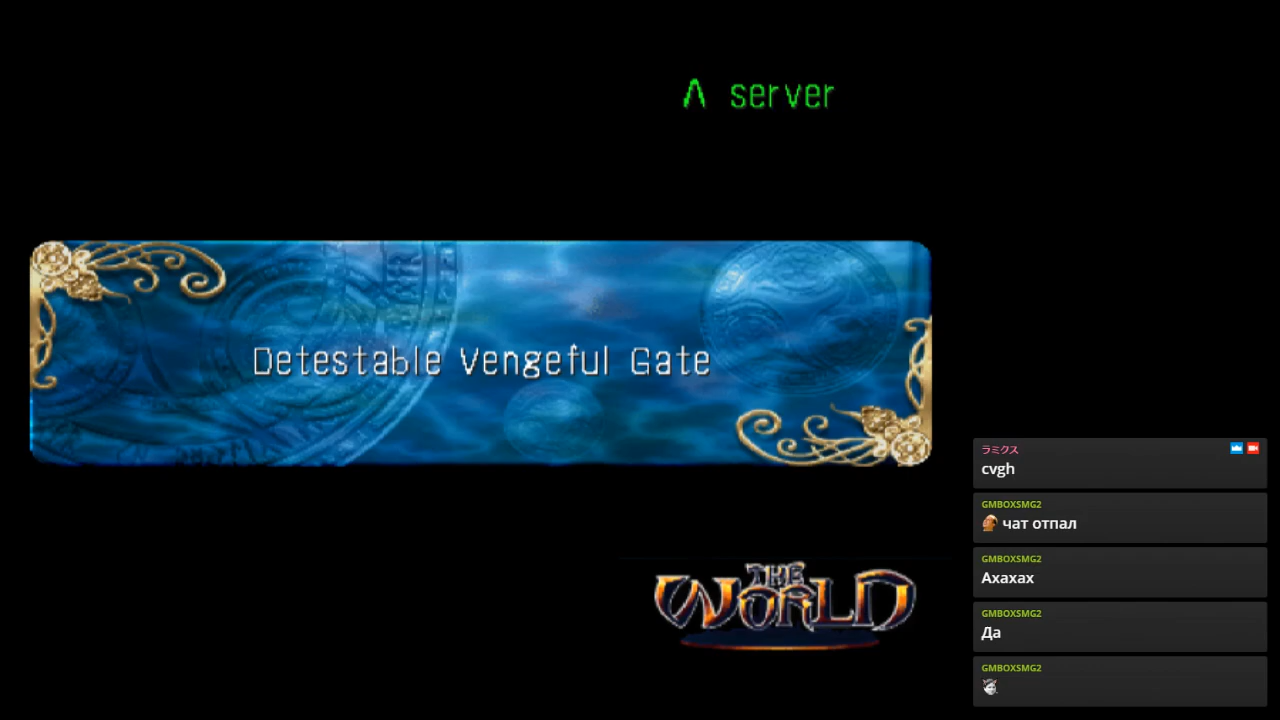 Λ server
Detestable Vengeful Gate
THE
WORLD
ラミクス
cvgh
GMBOXSMG2
чат отпал
GMBOXSMG2
Ахахах
GMBOXSMG2
Да
GMBOXSMG2